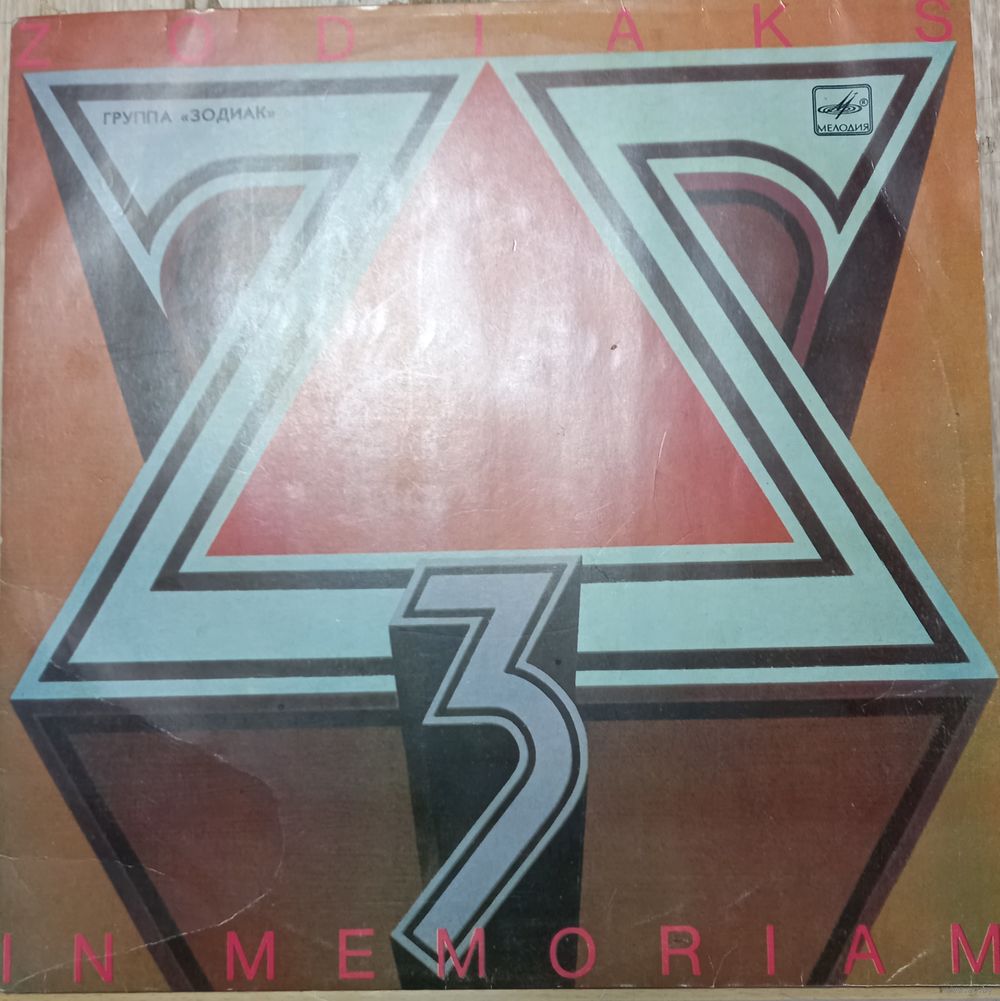 ZODIAKS
ГРУППА «ЗОДИАК»
МЕЛОДИЯ
3
IN MEMORIAM